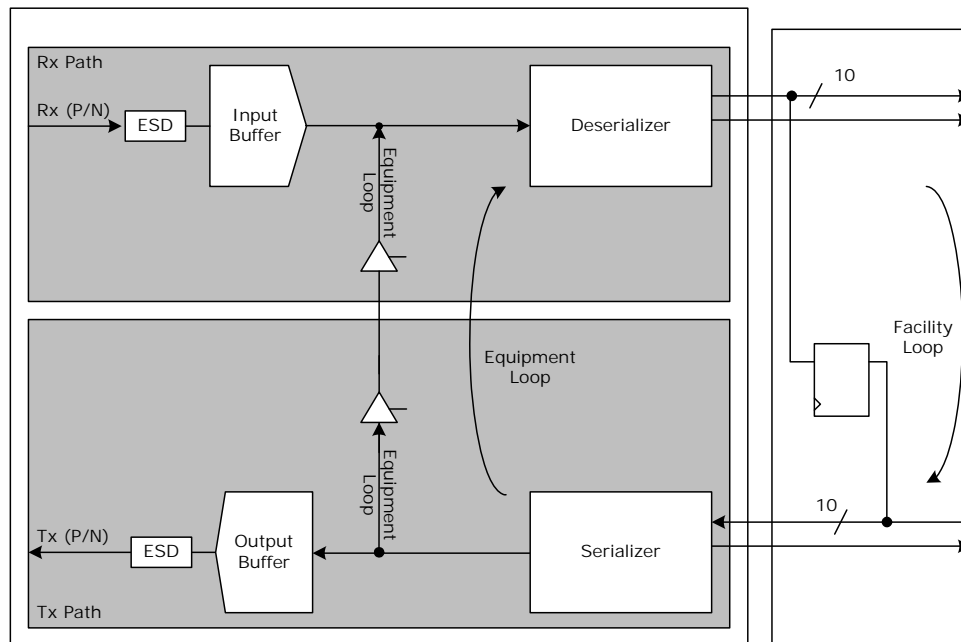 Rx Path
10
Rx (P/N)
ESD
Input
Buffer
Deserializer
Equipment
Loop
Equipment
Loop
Facility
Loop
Equipment
Loop
10
Tx (P/N)
ESD
Output
Buffer
Serializer
Tx Path